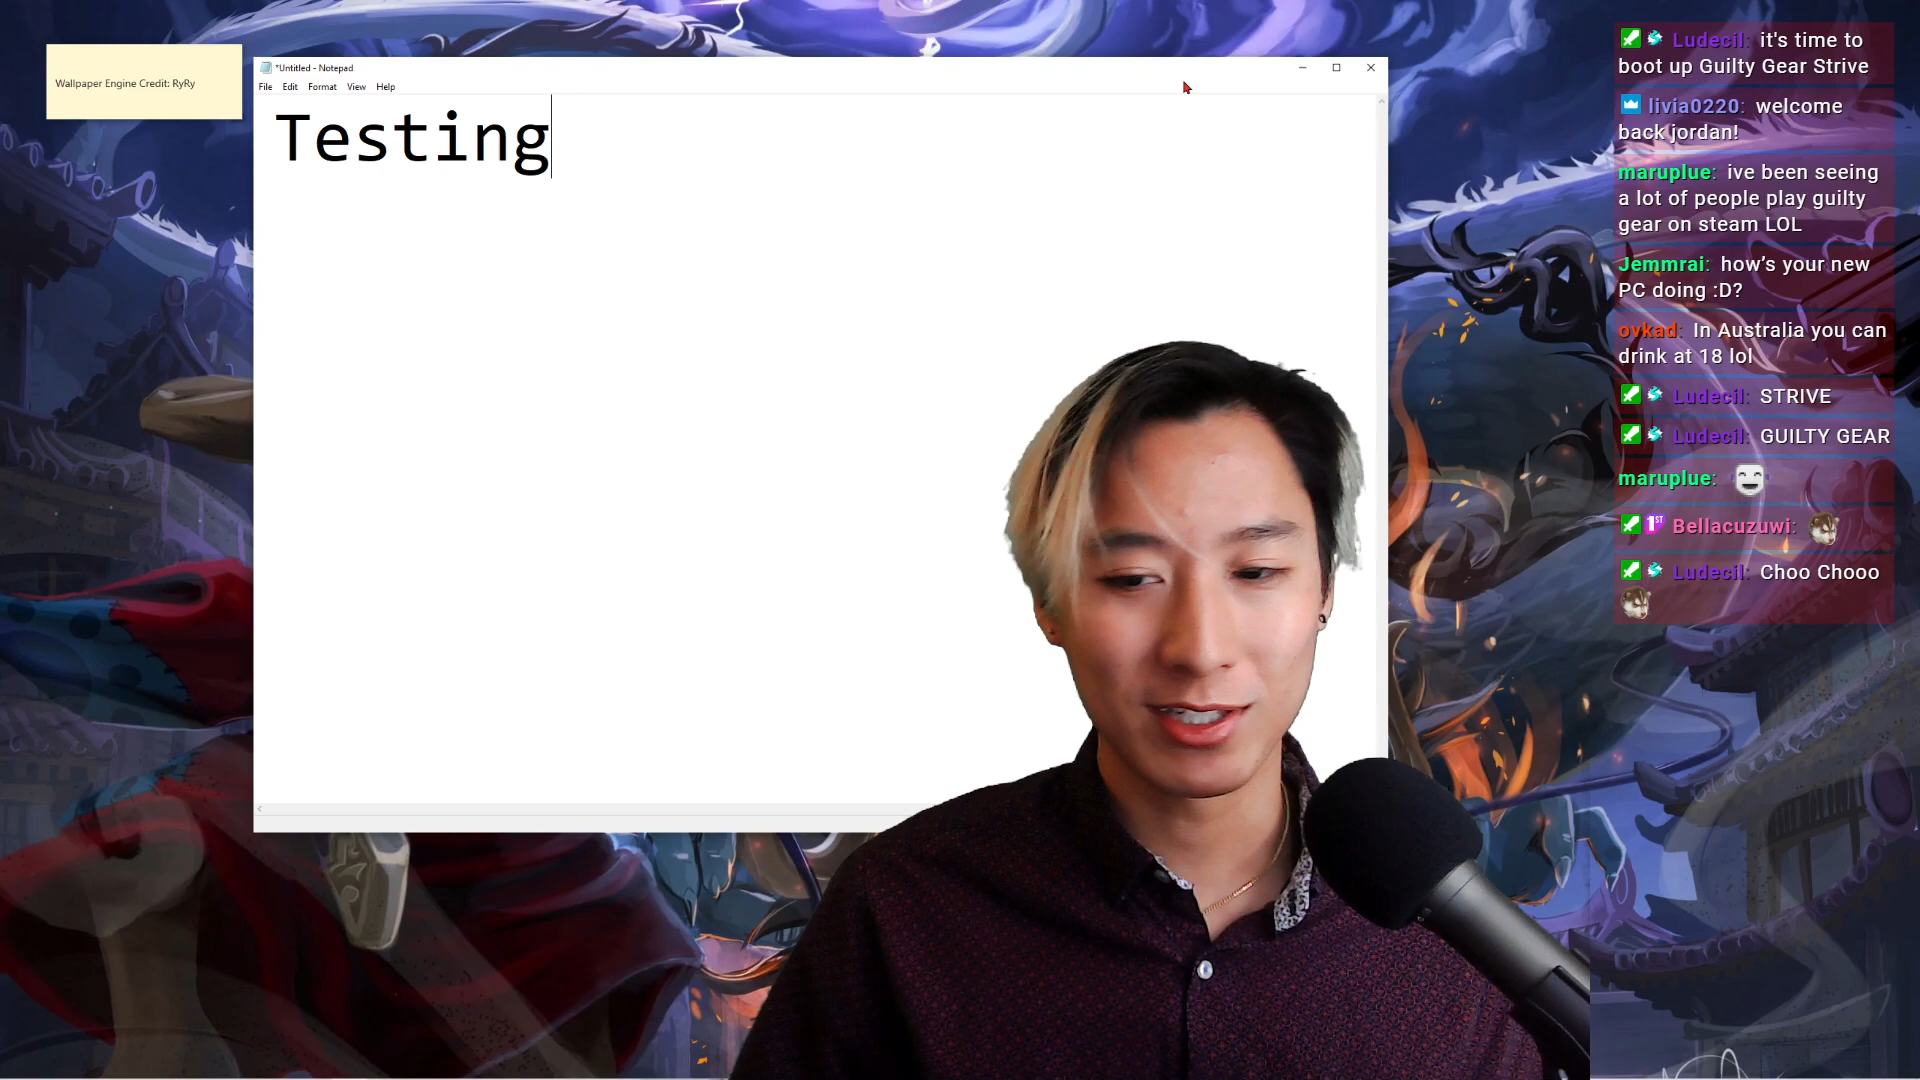 Wallpaper Engine Credit: RyRy
*Untitled - Notepad
File Edit Format View Help
Testing
Ludecil: it's time to
boot up Guilty Gear Strive
livia0220: welcome
back jordan!
maruplue: ive been seeing
a lot of people play guilty
gear on steam LOL
Jemmrai: how’s your new
PC doing :D?
ovkad: In Australia you can
drink at 18 lol
Ludecil: STRIVE
Ludecil: GUILTY GEAR
maruplue:
1ST Bellacuzuwi:
Ludecil: Choo Chooo